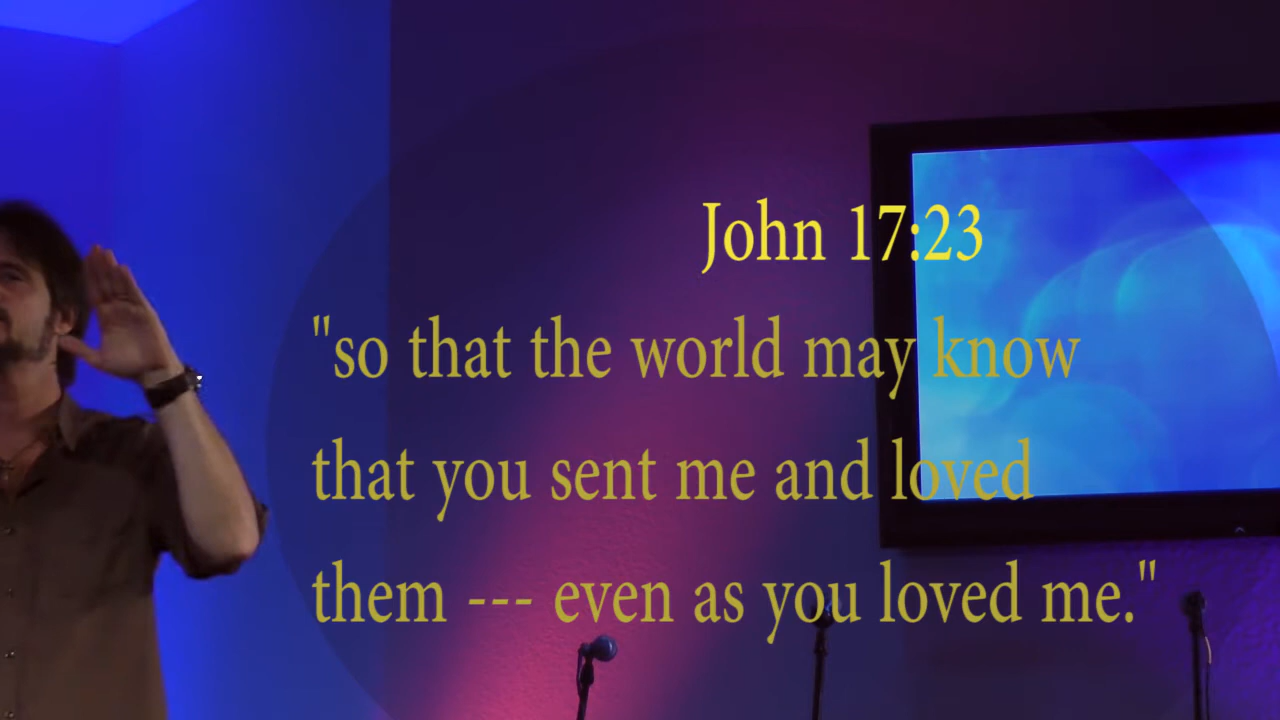 John 17:23
"so that the world may know
that you sent me and loved
them --- even as you loved me."